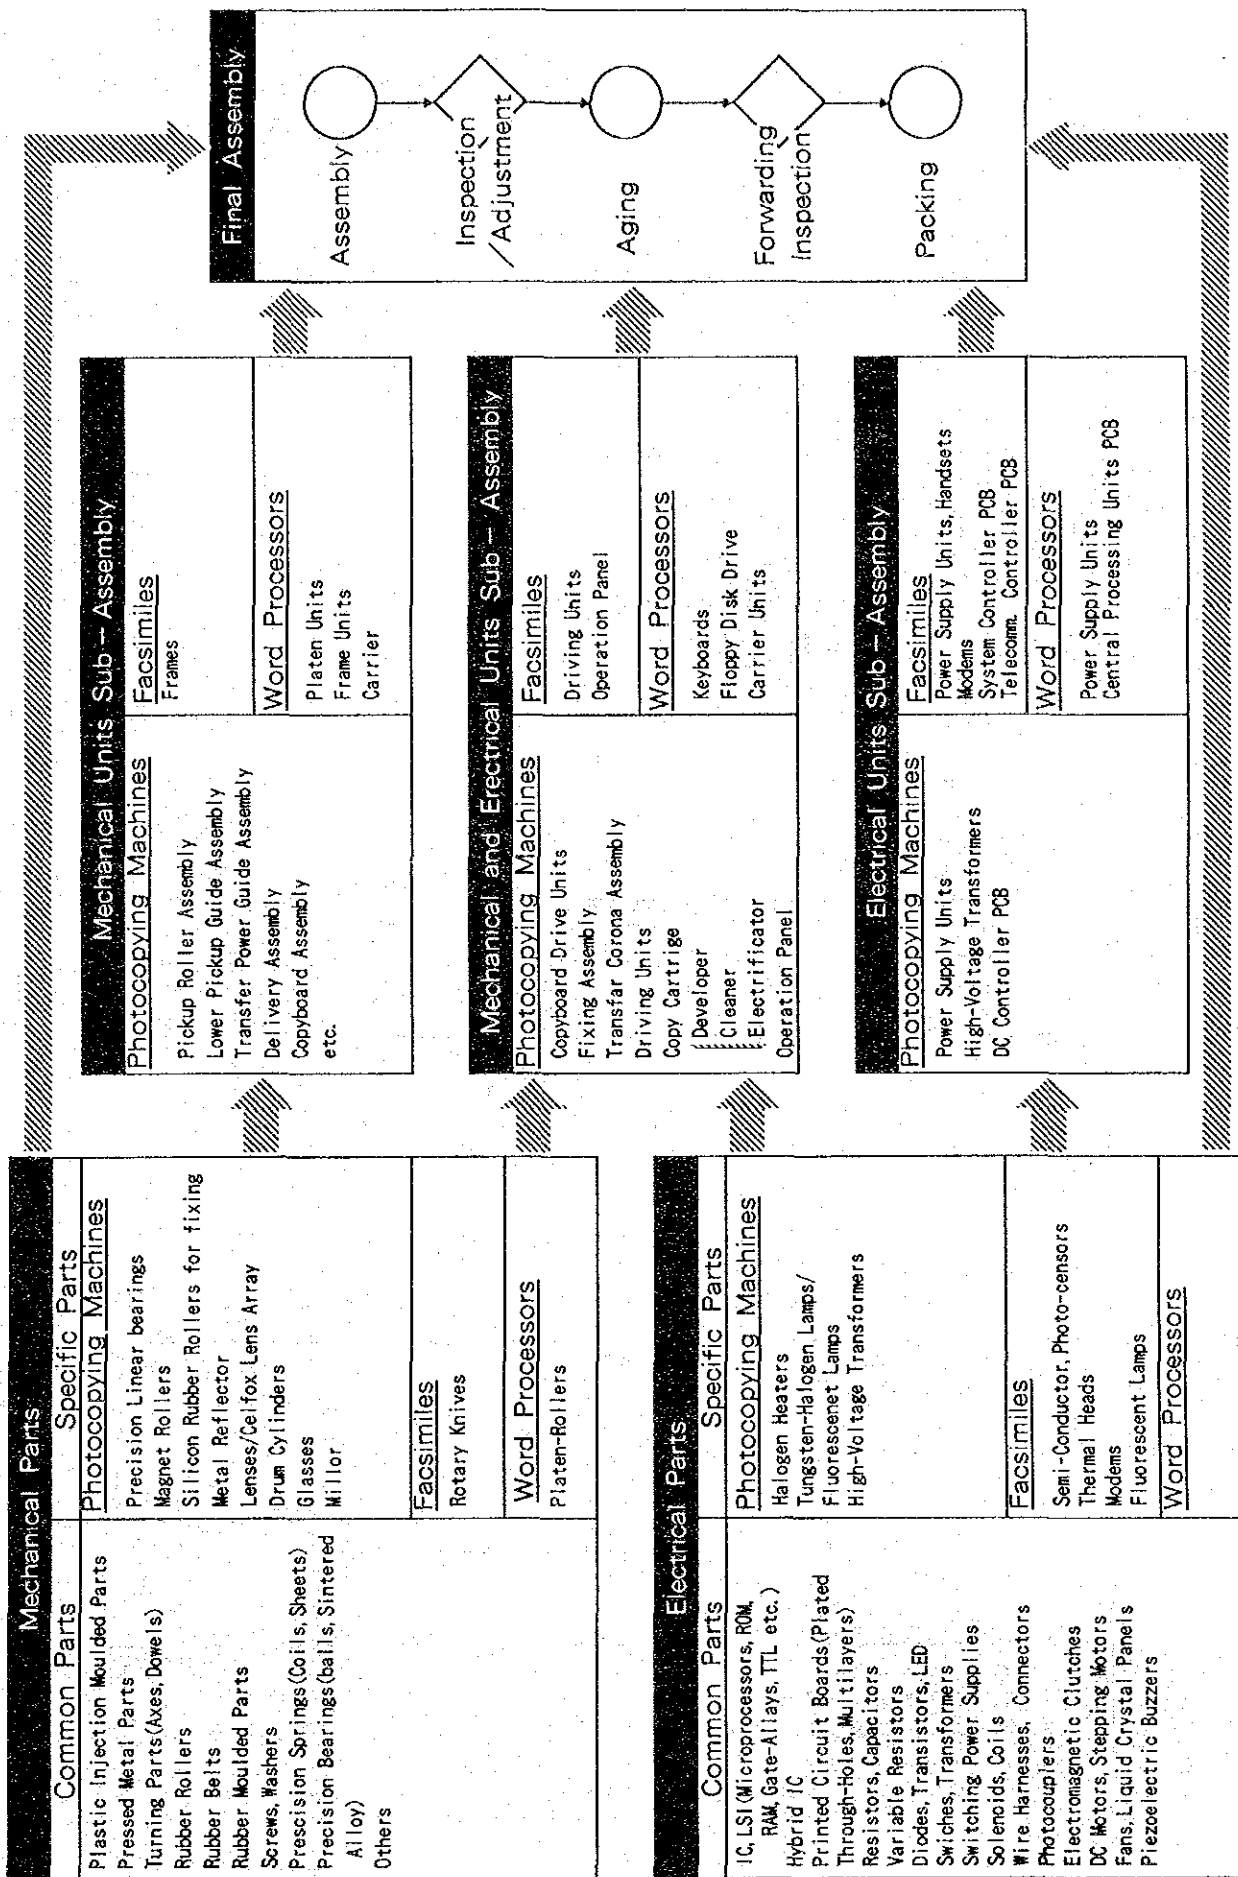 Mechanical Parts
Common Parts
Plastic Injection Moulded Parts
Pressed Metal Parts
Turning Parts(Axes, Dowels)
Rubber Rollers
Rubber Belts
Rubber Moulded Parts
Screws, Washers
Prescision Springs(Coils, Sheets)
Precision Bearings(balls, Sintered
Alloy)
Others
Specific Parts
Photocopying Machines
Precision Linear bearings
Magnet Rollers
Silicon Rubber Rollers for fixing
Metal Reflector
Lenses/Celfox Lens Array
Drum Cylinders
Glasses
Millor
Facsimiles
Rotary Knives
Word Processors
Platen-Rollers
Electrical Parts
Common Parts
IC, LSI(Microprocessors, ROM,
RAM, Gate-Allays, TTL etc.)
Hybrid IC
Printed Circuit Boards(Plated
Through-Holes, Multilayers)
Resistors, Capacitors
Variable Resistors
Diodes, Transistors, LED
Swiches, Transformers
Switching Power Supplies
Solenoids, Coils
Wire Harnesses, Connectors
Photocouplers
Electromagnetic Clutches
DC Motors, Stepping Motors
Fans, Liquid Crystal Panels
Piezoelectric Buzzers
Specific Parts
Photocopying Machines
Halogen Heaters
Tungsten-Halogen Lamps/
Fluorescenet Lamps
High-Voltage Transformers
Facsimiles
Semi-Conductor, Photo-censors
Thermal Heads
Modems
Fluorescent Lamps
Word Processors
Mechanical Units Sub-Assembly
Photocopying Machines
Pickup Roller Assembly
Lower Pickup Guide Assembly
Transfer Power Guide Assembly
Delivery Assembly
Copyboard Assembly
etc.
Facsimiles
Frames
Word Processors
Platen Units
Frame Units
Carrier
Mechanical and Erectrical Units Sub-Assembly
Photocopying Machines
Copyboard Drive Units
Fixing Assembly
Transfar Corona Assembly
Driving Units
Copy Cartrige
Developer
Cleaner
Electrificator
Operation Panel
Facsimiles
Driving Units
Operation Panel
Word Processors
Keyboards
Floppy Disk Drive
Carrier Units
Electrical Units Sub-Assembly
Photocopying Machines
Power Supply Units
High-Voltage Transformers
DC Controller PCB
Facsimiles
Power Supply Units, Handsets
Modems
System Controller PCB
Telecomm. Controller PCB
Word Processors
Power Supply Units
Central Processing Units PCB
Final Assembly
Assembly
Inspection
/Adjustment
Aging
Forwarding
Inspection
Packing